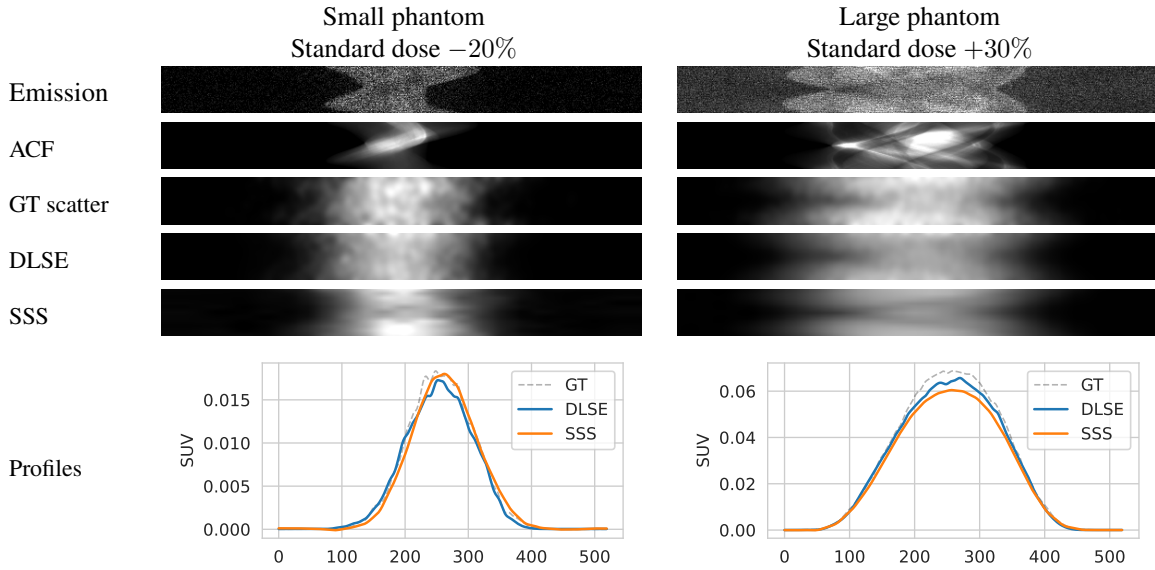 Small phantom
Standard dose −20%
Large phantom
Standard dose +30%
Emission
ACF
GT scatter
DLSE
SSS
Profiles
SUV
0.015
0.010
0.005
0.000
0 100 200 300 400 500
GT
DLSE
SSS
SUV
0.06
0.04
0.02
0.00
0 100 200 300 400 500
GT
DLSE
SSS